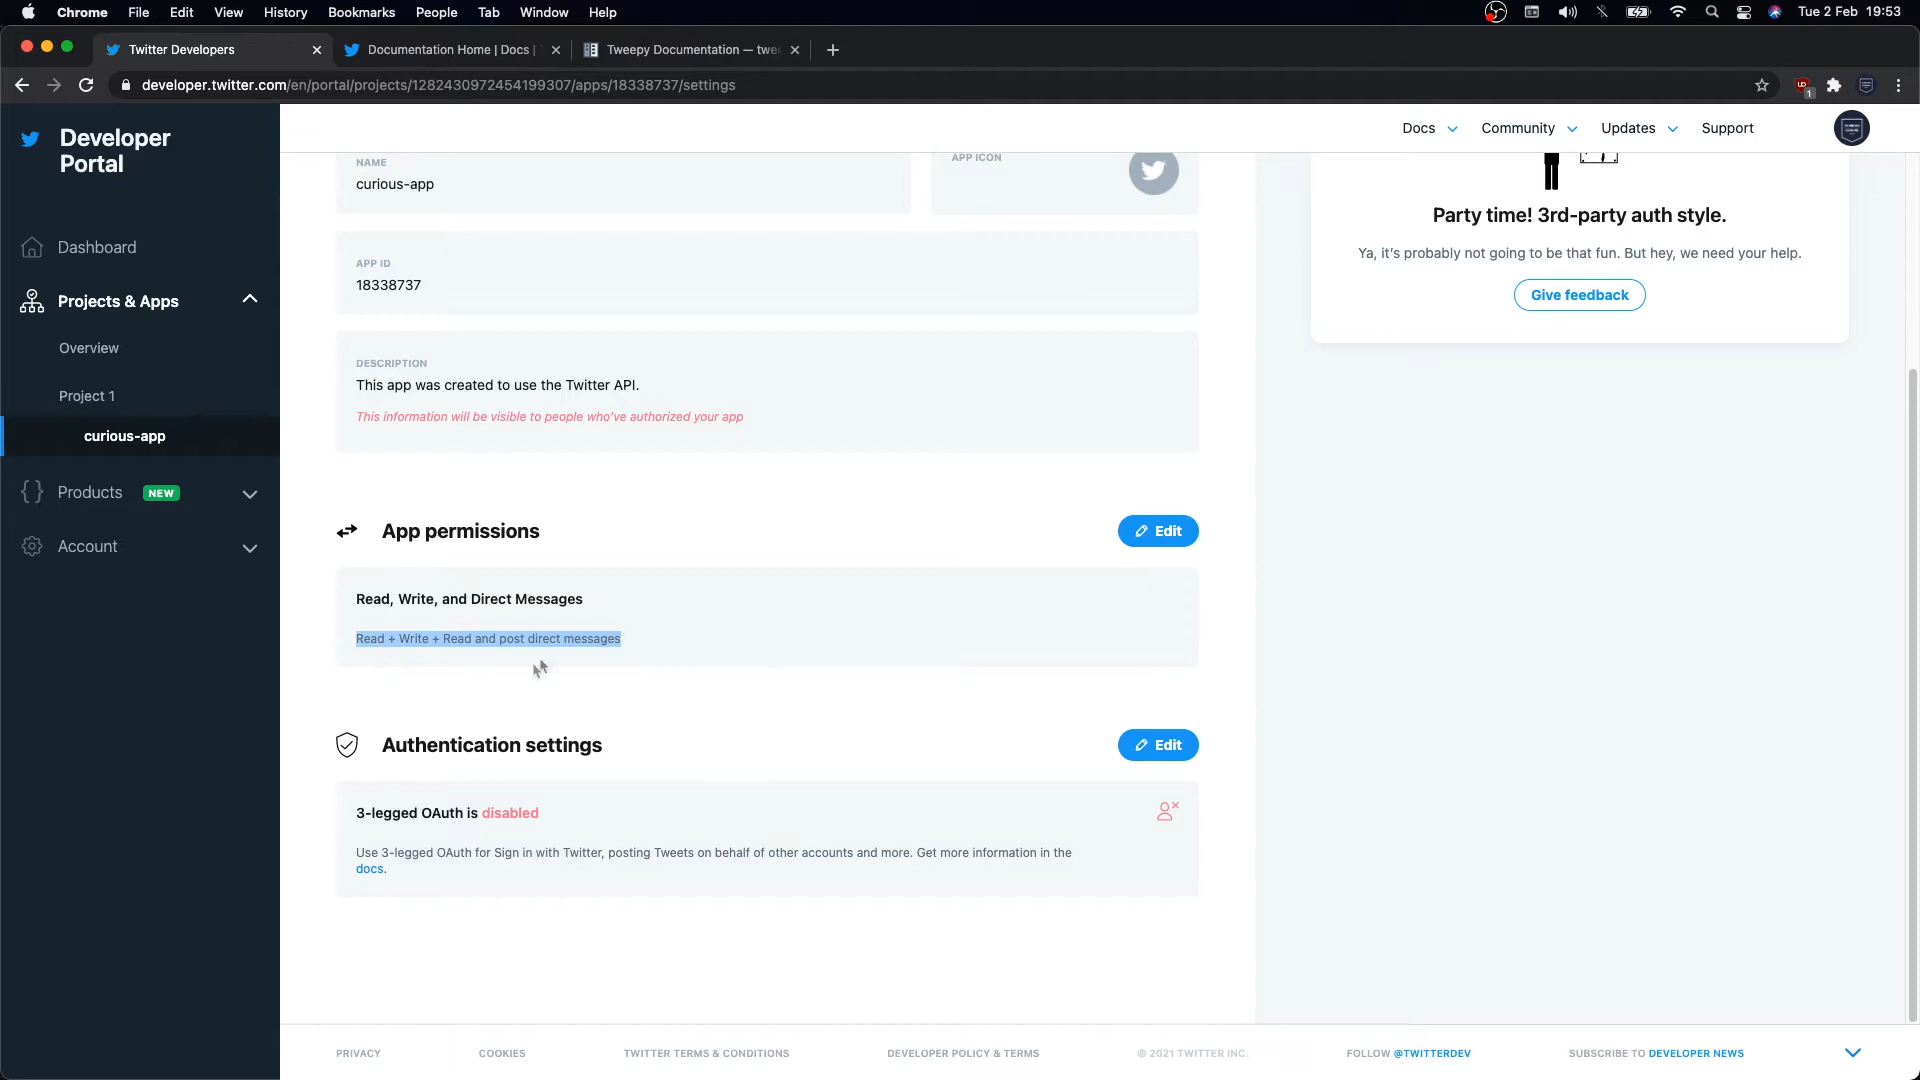 Chrome File Edit View History Bookmarks People Tab Window Help Tue 2 Feb 19:53
Twitter Developers Documentation Home | Docs | Tweepy Documentation —
developer.twitter.com/en/portal/projects/1282430972454199307/apps/18338737/settings
UD
1
Developer
Portal
Docs Community Updates Support
Dashboard
Projects & Apps
Overview
Project 1
curious-app
Products NEW
Account
NAME
curious-app
APP ICON
APP ID
18338737
DESCRIPTION
This app was created to use the Twitter API.
This information will be visible to people who've authorized your app
App permissions
Edit
Read, Write, and Direct Messages
Read + Write + Read and post direct messages
Authentication settings
Edit
3-legged OAuth is disabled
Use 3-legged OAuth for Sign in with Twitter, posting Tweets on behalf of other accounts and more. Get more information in the
docs.
Party time! 3rd-party auth style.
Ya, it's probably not going to be that fun. But hey, we need your help.
Give feedback
PRIVACY COOKIES TWITTER TERMS & CONDITIONS DEVELOPER POLICY & TERMS © 2021 TWITTER INC. FOLLOW @TWITTERDEV SUBSCRIBE TO DEVELOPER NEWS